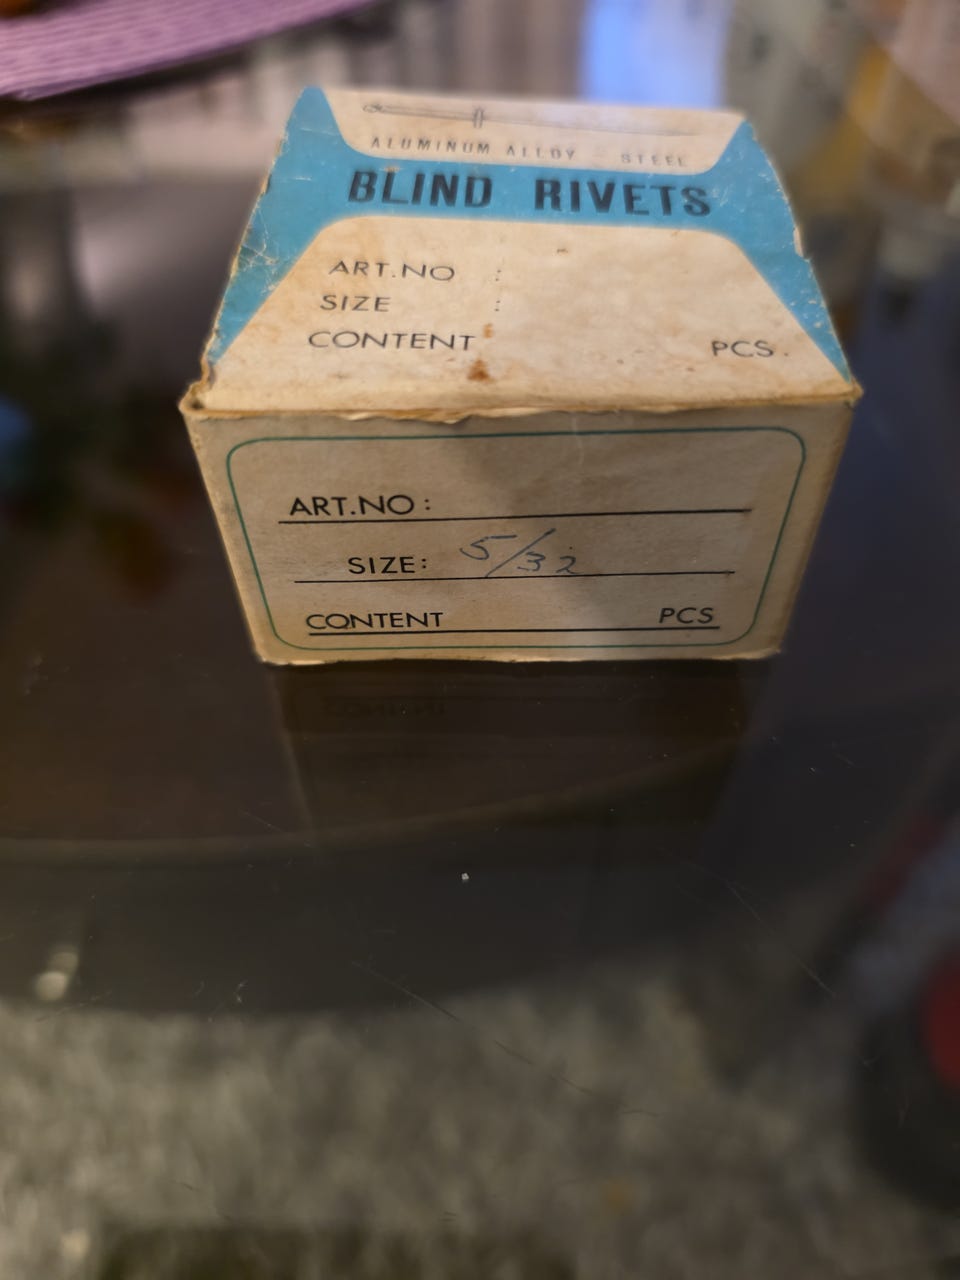 ALUMINUM ALLOY - STEEL
BLIND RIVETS
ART.NO :
SIZE :
CONTENT PCS.
ART.NO:
SIZE: 5/32
CONTENT PCS